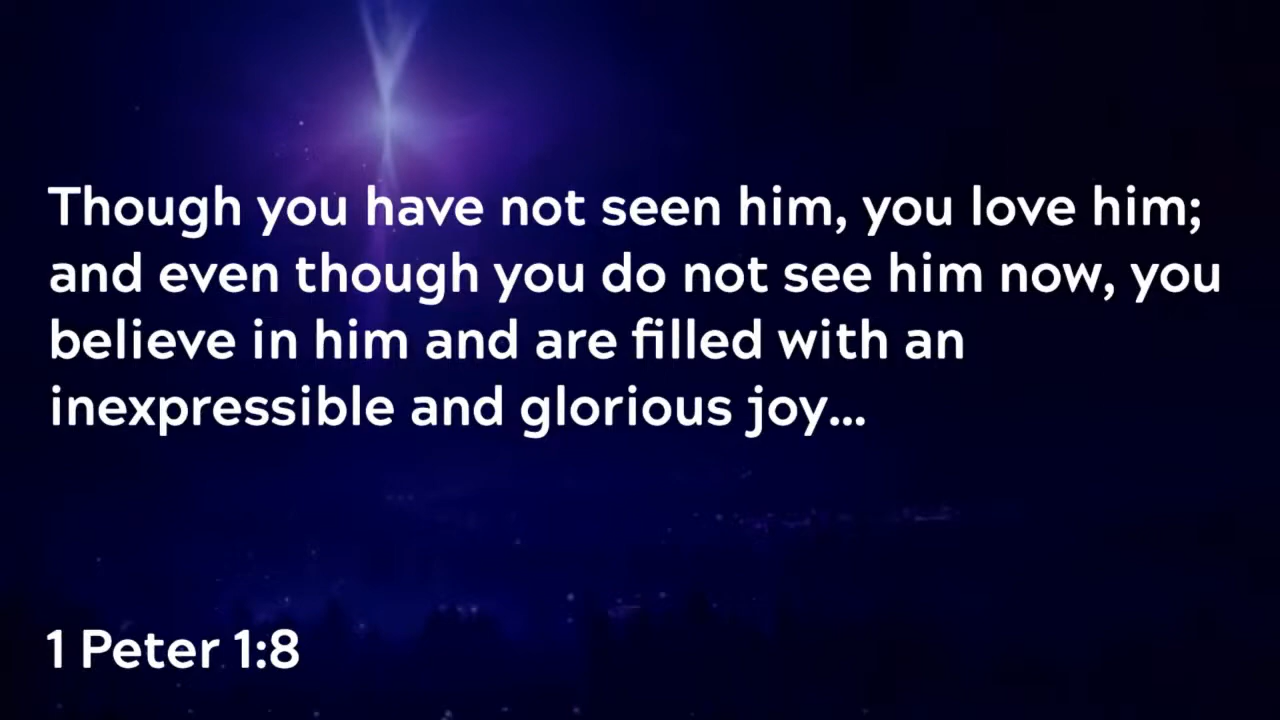 Though you have not seen him, you love him;
and even though you do not see him now, you
believe in him and are filled with an
inexpressible and glorious joy...
1 Peter 1:8